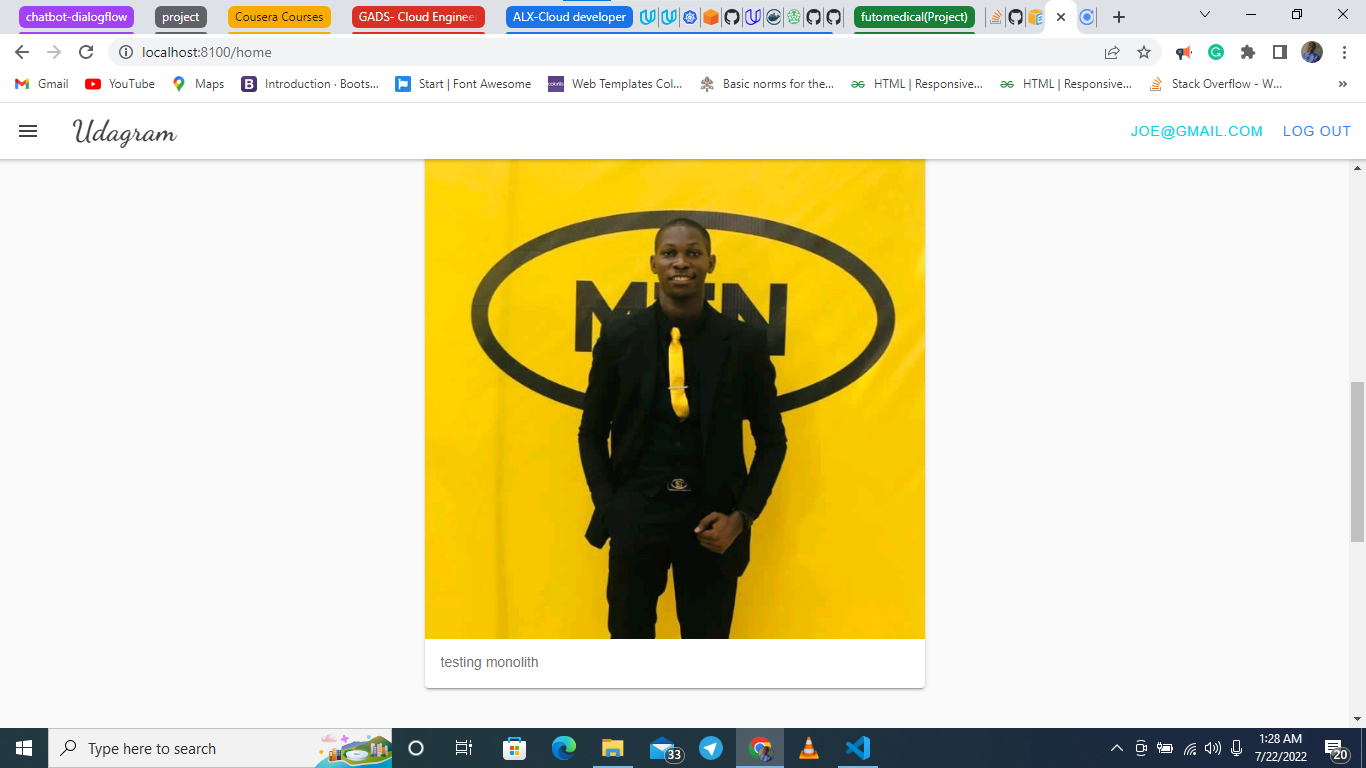 chatbot-dialogflow project Cousera Courses GADS- Cloud Enginee ALX-Cloud developer futomedical(Project)
localhost:8100/home
Gmail YouTube Maps Introduction · Boots... Start | Font Awesome Web Templates Col... Basic norms for the... HTML | Responsive... HTML | Responsive... Stack Overflow - W... »
Udagram JOE@GMAIL.COM LOG OUT
MTN
testing monolith
Type here to search 33 1:28 AM
7/22/2022 20